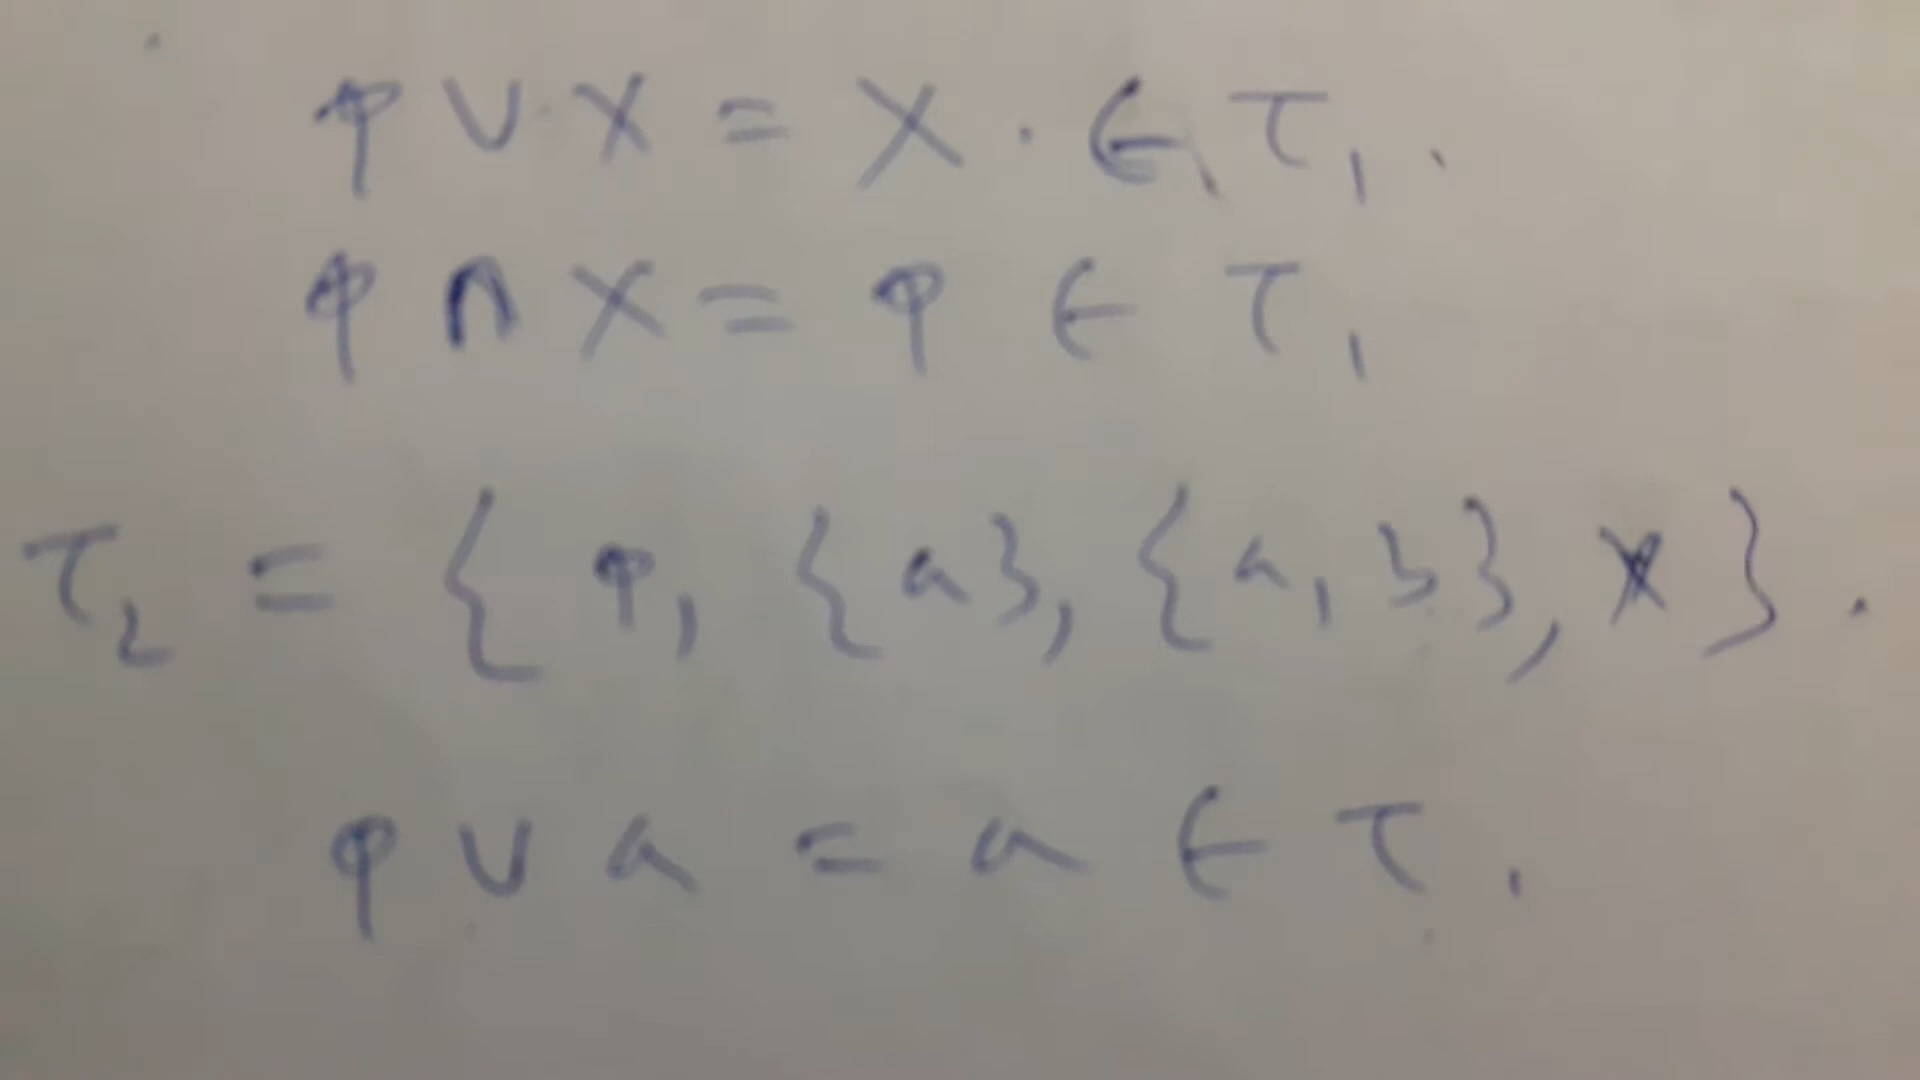 φ ∪ X = X . ∈ τ₁ .
φ ∩ X = φ ∈ τ₁
τ₂ = { φ, {a}, {a, b}, X } .
φ ∪ a = a ∈ τ .